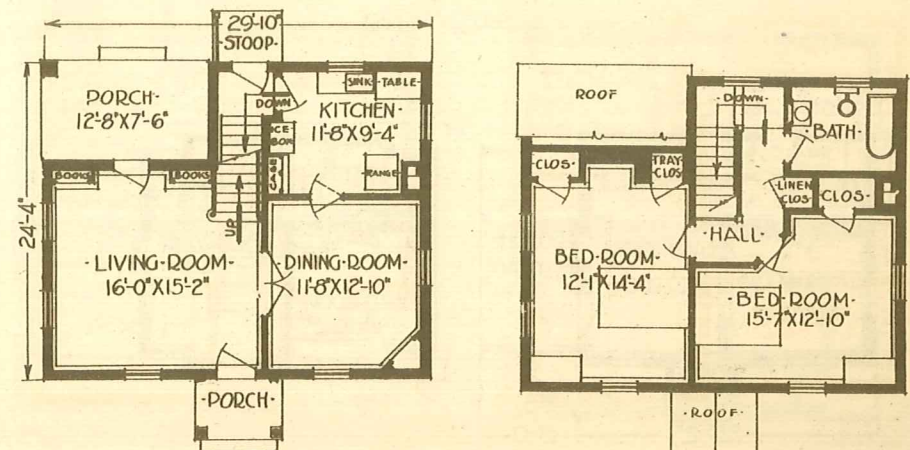 29'-10"
·STOOP·
SINK
TABLE
PORCH·
12'-8"X7'-6"
DOWN
KITCHEN·
11'-8"X9'-4"
ICE-
BOX
RANGE
BOOKS
BOOKS
24'-4"
UP
·LIVING·ROOM·
16'-0"X15'-2"
DINING·ROOM·
11'-8"X12'-10"
·PORCH·
ROOF
·DOWN·
·BATH·
CLOS·
TRAY·
CLOS·
LINEN
CLOS
CLOS·
·HALL·
BED·ROOM·
12'-1"X14'-4"
BED·ROOM·
15'-7"X12'-10"
·ROOF·